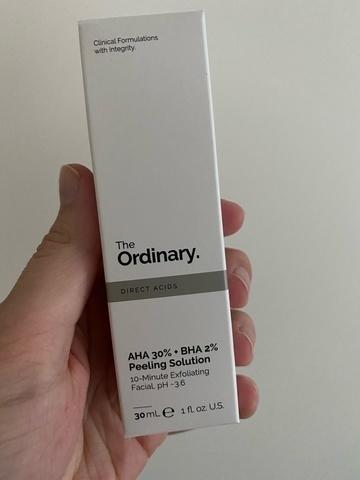 Clinical Formulations
with Integrity.
The
Ordinary.
DIRECT ACIDS
AHA 30% + BHA 2%
Peeling Solution
10-Minute Exfoliating
Facial. pH ~3.6
30 mL ℮ 1 fl. oz. U.S.